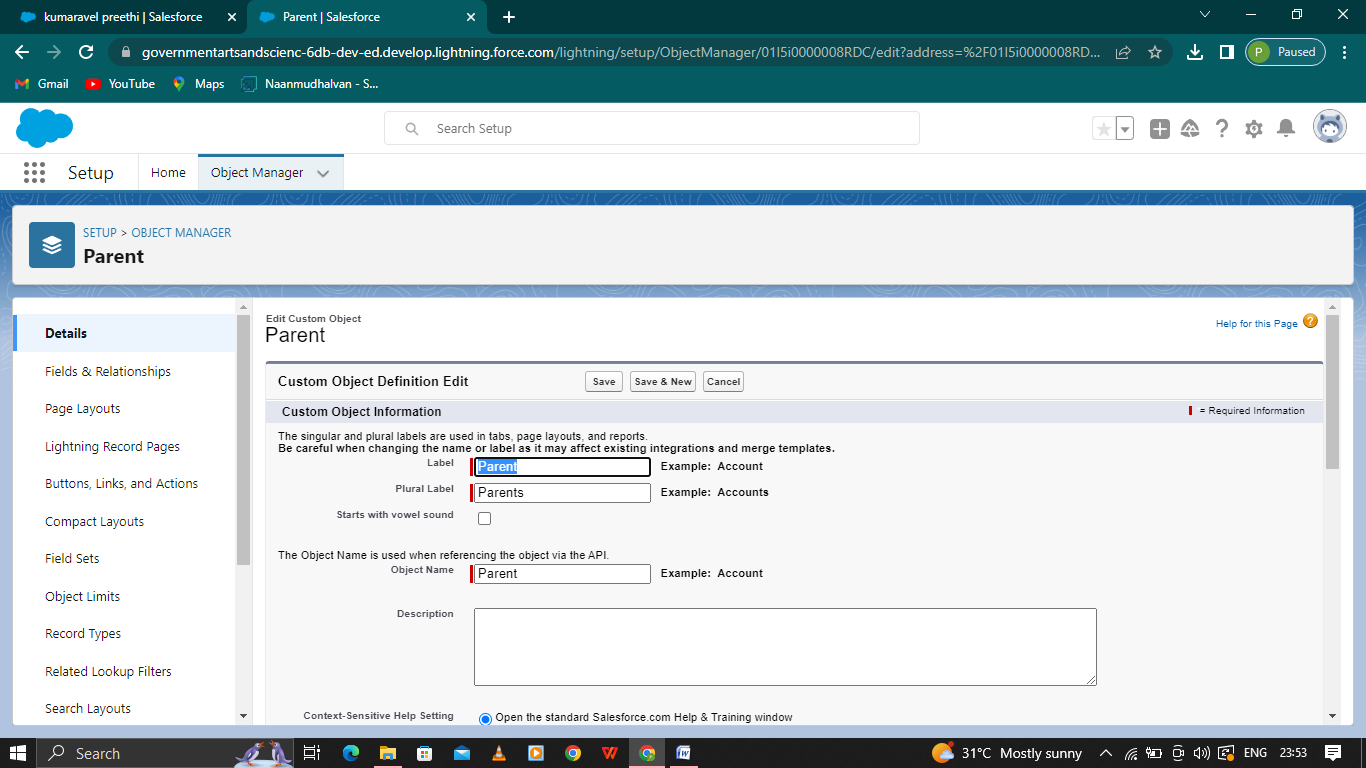 kumaravel preethi | Salesforce
Parent | Salesforce
governmentartsandscienc-6db-dev-ed.develop.lightning.force.com/lightning/setup/ObjectManager/01I5i0000008RDC/edit?address=%2F01I5i0000008RD...
P Paused
Gmail YouTube Maps Naanmudhalvan - S...
Search Setup
Setup Home Object Manager
SETUP > OBJECT MANAGER
Parent
Details
Fields & Relationships
Page Layouts
Lightning Record Pages
Buttons, Links, and Actions
Compact Layouts
Field Sets
Object Limits
Record Types
Related Lookup Filters
Search Layouts
Edit Custom Object
Parent
Help for this Page ?
Custom Object Definition Edit Save Save & New Cancel
Custom Object Information = Required Information
The singular and plural labels are used in tabs, page layouts, and reports.
Be careful when changing the name or label as it may affect existing integrations and merge templates.
Label Parent Example: Account
Plural Label Parents Example: Accounts
Starts with vowel sound
The Object Name is used when referencing the object via the API.
Object Name Parent Example: Account
Description
Context-Sensitive Help Setting Open the standard Salesforce.com Help & Training window
Search 31°C Mostly sunny ENG 23:53